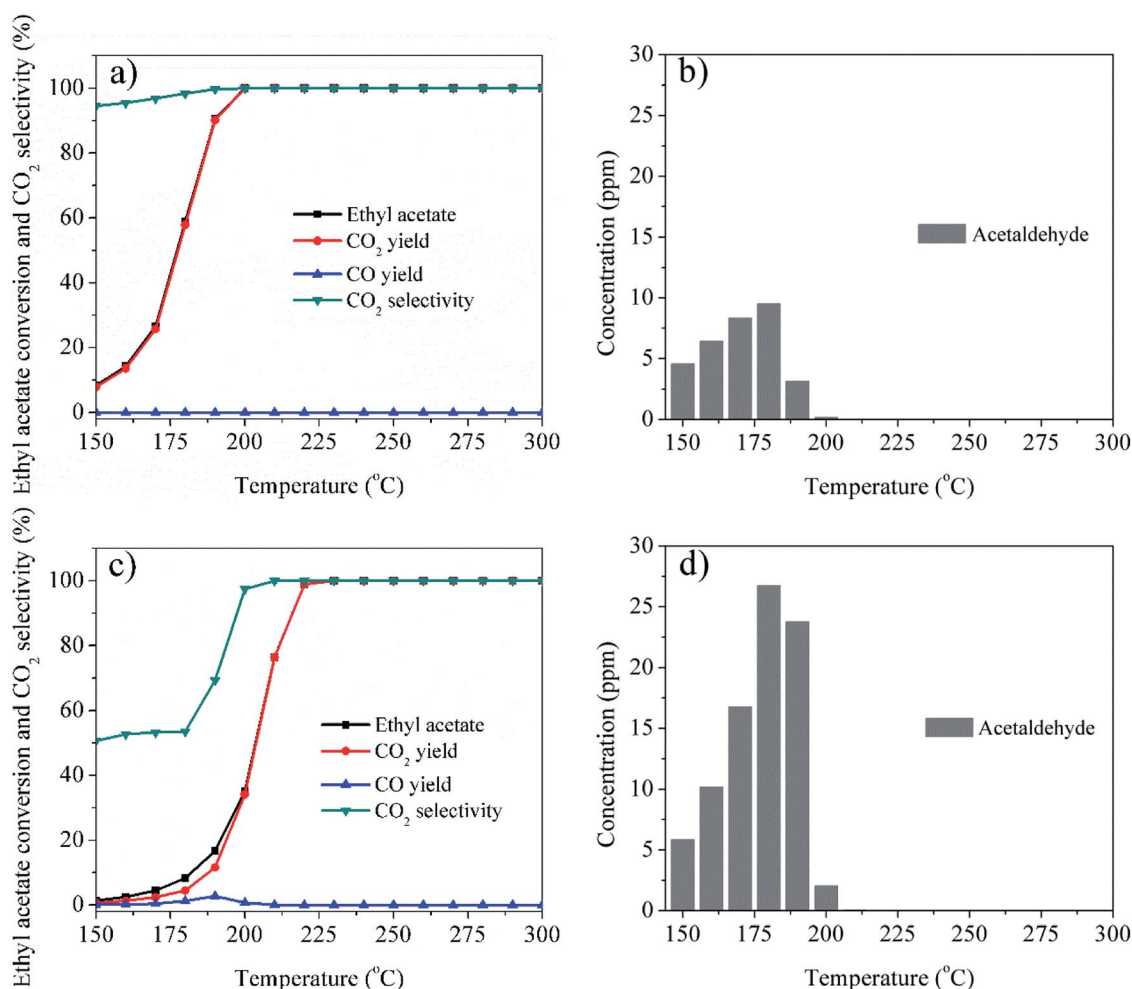 a)
Ethyl acetate conversion and CO₂ selectivity (%)
100
80
60
40
20
0
Ethyl acetate
CO₂ yield
CO yield
CO₂ selectivity
150 175 200 225 250 275 300
Temperature (°C)
b)
Concentration (ppm)
30
25
20
15
10
5
0
Acetaldehyde
150 175 200 225 250 275 300
Temperature (°C)
c)
Ethyl acetate conversion and CO₂ selectivity (%)
100
80
60
40
20
0
Ethyl acetate
CO₂ yield
CO yield
CO₂ selectivity
150 175 200 225 250 275 300
Temperature (°C)
d)
Concentration (ppm)
30
25
20
15
10
5
0
Acetaldehyde
150 175 200 225 250 275 300
Temperature (°C)